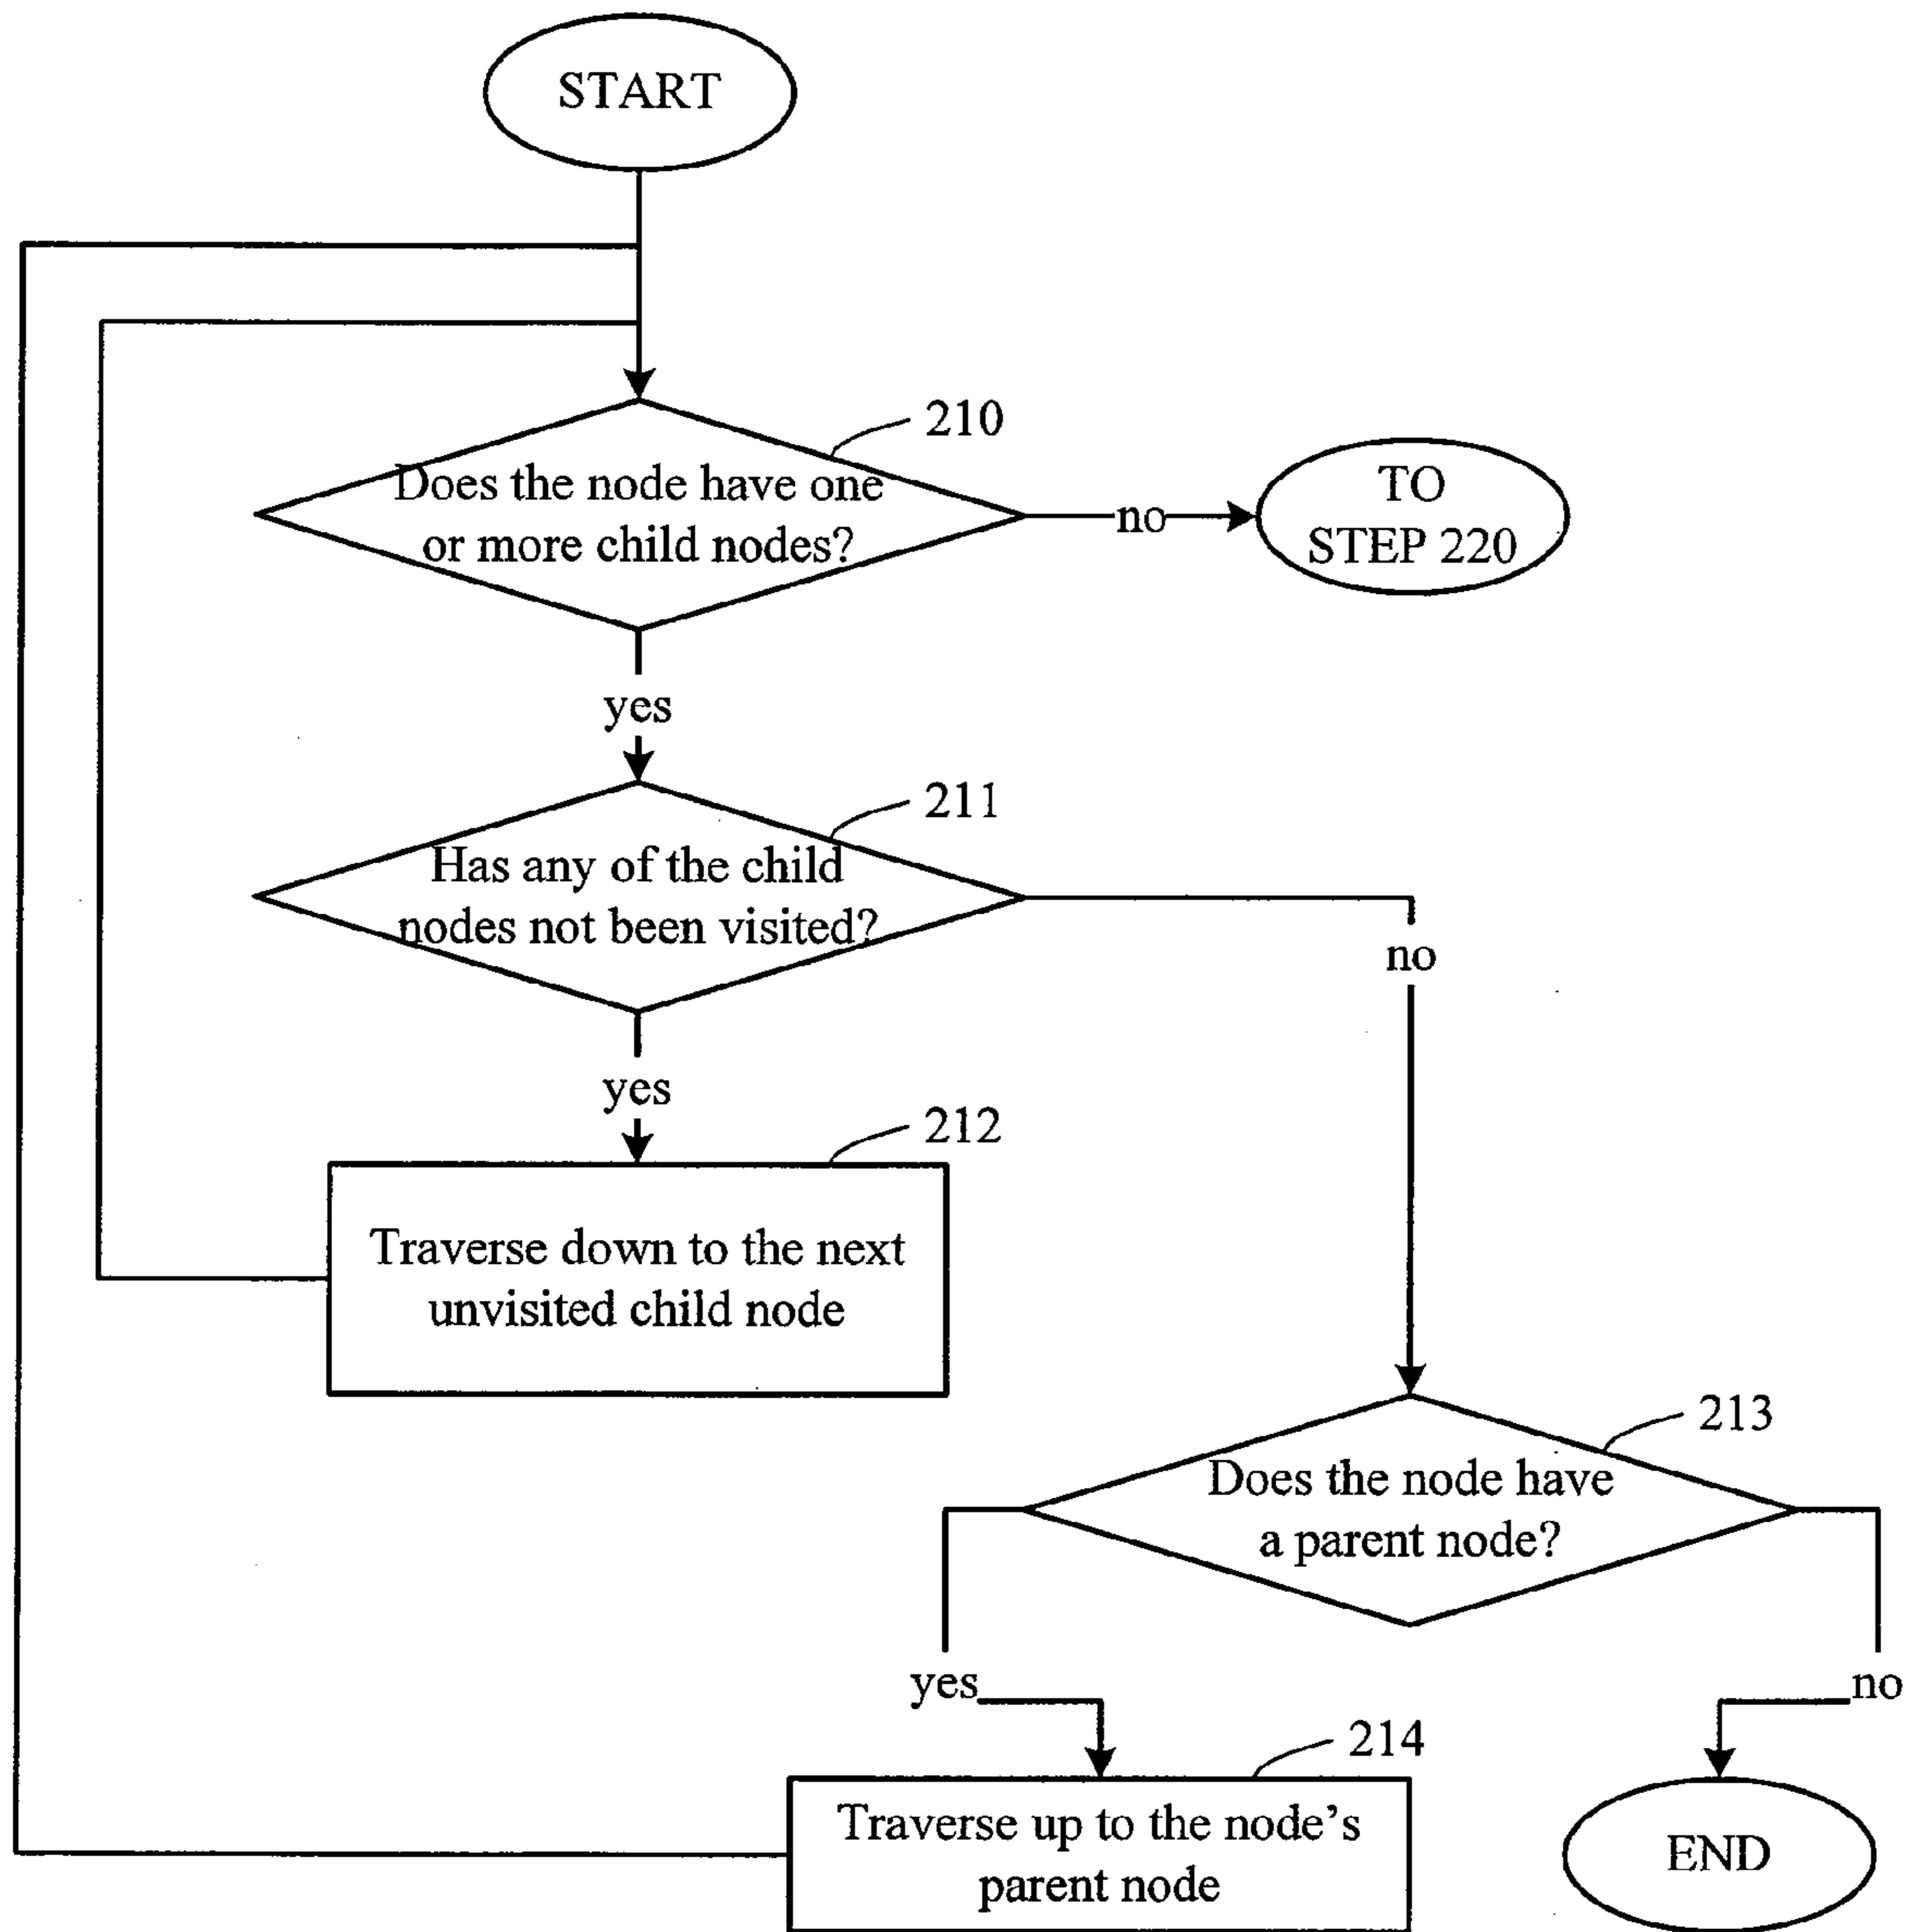 START
210
Does the node have one
or more child nodes?
no
TO
STEP 220
yes
211
Has any of the child
nodes not been visited?
no
yes
212
Traverse down to the next
unvisited child node
213
Does the node have
a parent node?
yes
no
214
Traverse up to the node's
parent node
END